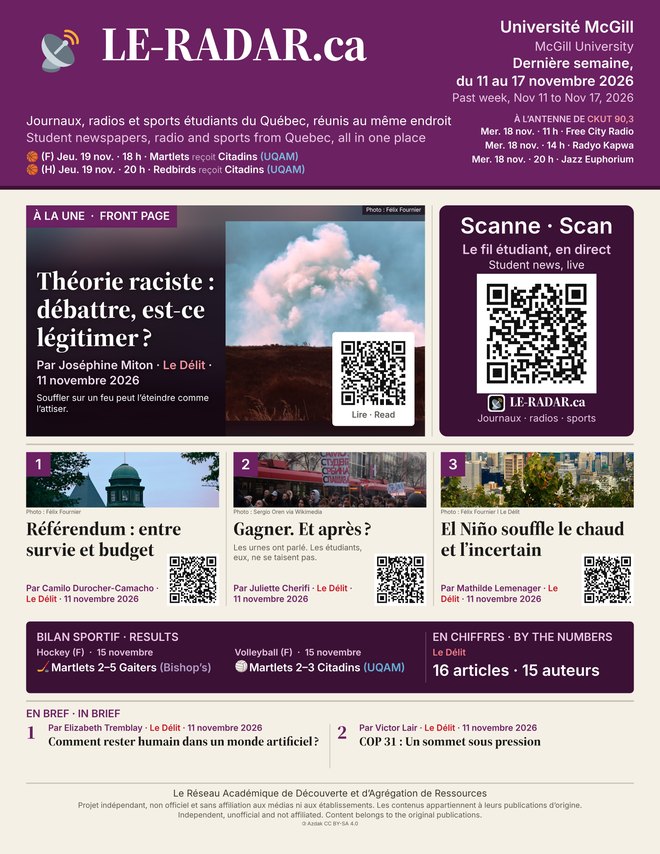 LE-RADAR.ca
Journaux, radios et sports étudiants du Québec, réunis au même endroit
Student newspapers, radio and sports from Quebec, all in one place
(F) Jeu. 19 nov. · 18 h · Martlets reçoit Citadins (UQAM)
(H) Jeu. 19 nov. · 20 h · Redbirds reçoit Citadins (UQAM)
Université McGill
McGill University
Dernière semaine,
du 11 au 17 novembre 2026
Past week, Nov 11 to Nov 17, 2026
À L'ANTENNE DE CKUT 90,3
Mer. 18 nov. · 11 h · Free City Radio
Mer. 18 nov. · 14 h · Radyo Kapwa
Mer. 18 nov. · 20 h · Jazz Euphorium
À LA UNE · FRONT PAGE
Photo : Félix Fournier
Théorie raciste :
débattre, est-ce
légitimer ?
Par Joséphine Miton · Le Délit ·
11 novembre 2026
Souffler sur un feu peut l'éteindre comme
l'attiser.
Lire · Read
Scanne · Scan
Le fil étudiant, en direct
Student news, live
LE-RADAR.ca
Journaux · radios · sports
1
Photo : Félix Fournier
Référendum : entre
survie et budget
Par Camilo Durocher-Camacho ·
Le Délit · 11 novembre 2026
2
Photo : Sergio Oren via Wikimedia
Gagner. Et après ?
Les urnes ont parlé. Les étudiants,
eux, ne se taisent pas.
Par Juliette Cherifi · Le Délit ·
11 novembre 2026
3
Photo : Félix Fournier | Le Délit
El Niño souffle le chaud
et l'incertain
Par Mathilde Lemenager · Le
Délit · 11 novembre 2026
BILAN SPORTIF · RESULTS
Hockey (F) · 15 novembre
Martlets 2–5 Gaiters (Bishop's)
Volleyball (F) · 15 novembre
Martlets 2–3 Citadins (UQAM)
EN CHIFFRES · BY THE NUMBERS
Le Délit
16 articles · 15 auteurs
EN BREF · IN BRIEF
1
Par Elizabeth Tremblay · Le Délit · 11 novembre 2026
Comment rester humain dans un monde artificiel ?
2
Par Victor Lair · Le Délit · 11 novembre 2026
COP 31 : Un sommet sous pression
Le Réseau Académique de Découverte et d'Agrégation de Ressources
Projet indépendant, non officiel et sans affiliation aux médias ni aux établissements. Les contenus appartiennent à leurs publications d'origine.
Independent, unofficial and not affiliated. Content belongs to the original publications.
© Azdak CC BY-SA 4.0